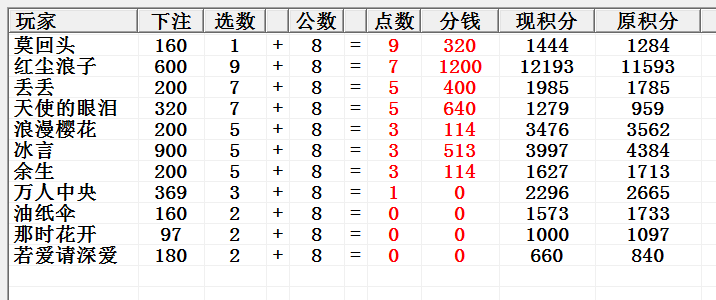 玩家 下注 选数 公数 点数 分钱 现积分 原积分
莫回头 160 1 + 8 = 9 320 1444 1284
红尘浪子 600 9 + 8 = 7 1200 12193 11593
丢丢 200 7 + 8 = 5 400 1985 1785
天使的眼泪 320 7 + 8 = 5 640 1279 959
浪漫樱花 200 5 + 8 = 3 114 3476 3562
冰言 900 5 + 8 = 3 513 3997 4384
余生 200 5 + 8 = 3 114 1627 1713
万人中央 369 3 + 8 = 1 0 2296 2665
油纸伞 160 2 + 8 = 0 0 1573 1733
那时花开 97 2 + 8 = 0 0 1000 1097
若爱请深爱 180 2 + 8 = 0 0 660 840